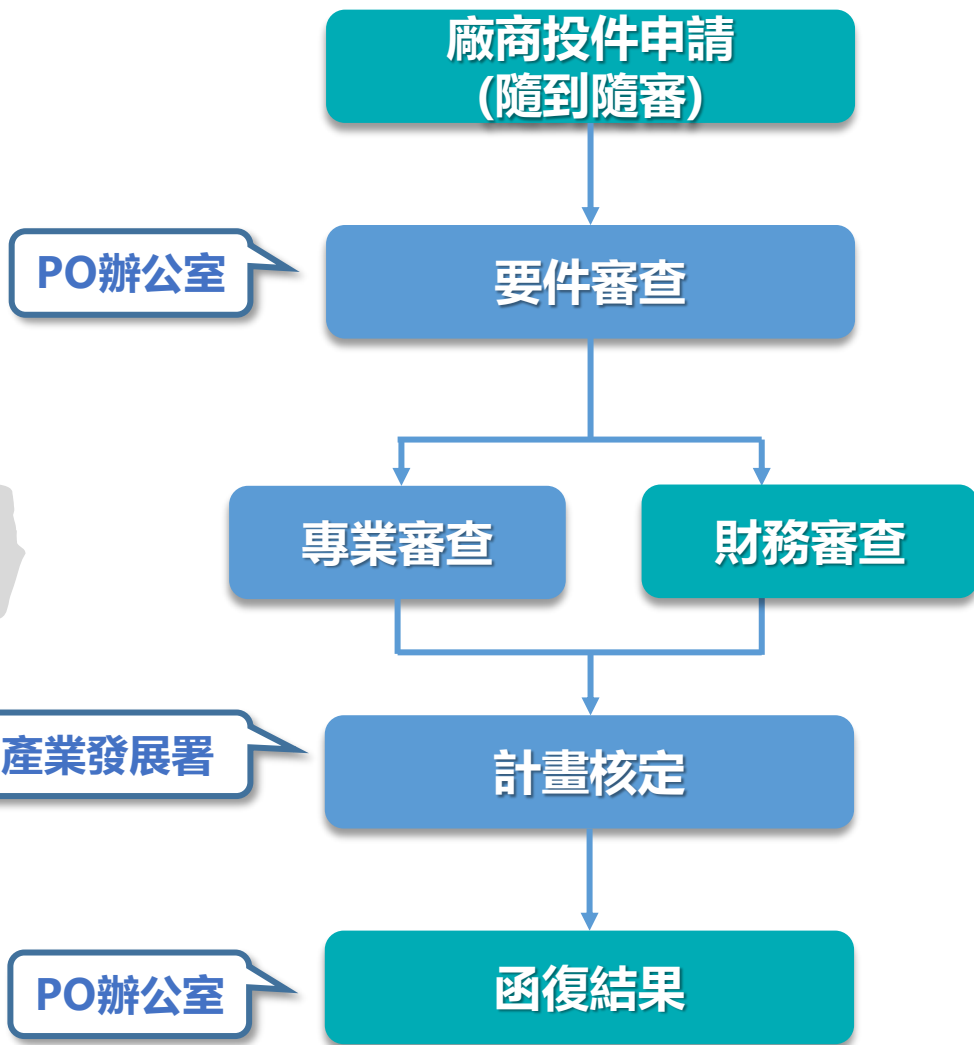 廠商投件申請
(隨到隨審)
PO辦公室
要件審查
專業審查
財務審查
產業發展署
計畫核定
PO辦公室
函復結果